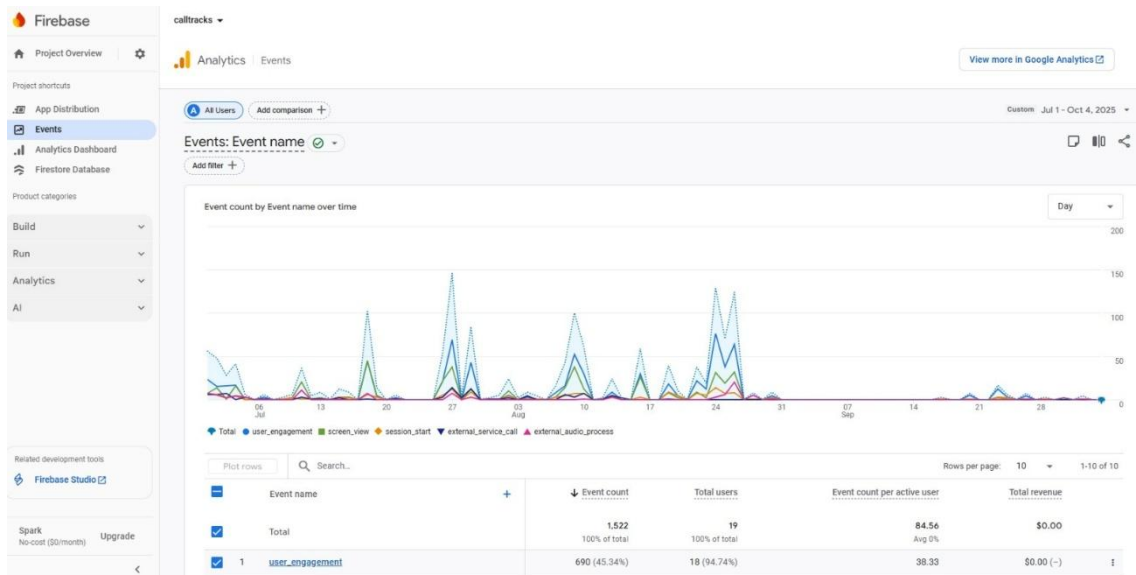 Firebase
Project Overview
Project shortcuts
App Distribution
Events
Analytics Dashboard
Firestore Database
Product categories
Build
Run
Analytics
AI
Related development tools
Firebase Studio
Spark
No-cost ($0/month)
Upgrade
calltracks
Analytics Events
View more in Google Analytics
A All Users
Add comparison +
Custom Jul 1 - Oct 4, 2025
Events: Event name
Add filter +
Event count by Event name over time
Day
200
150
100
50
0
06 13 20 27 03 10 17 24 31 07 14 21 28
Jul Aug Sep
Total user_engagement screen_view session_start external_service_call external_audio_process
Plot rows
Search...
Rows per page: 10
1-10 of 10
Event name + Event count Total users Event count per active user Total revenue
Total 1,522 19 84.56 $0.00
100% of total 100% of total Avg 0%
1 user_engagement 690 (45.34%) 18 (94.74%) 38.33 $0.00 (-)